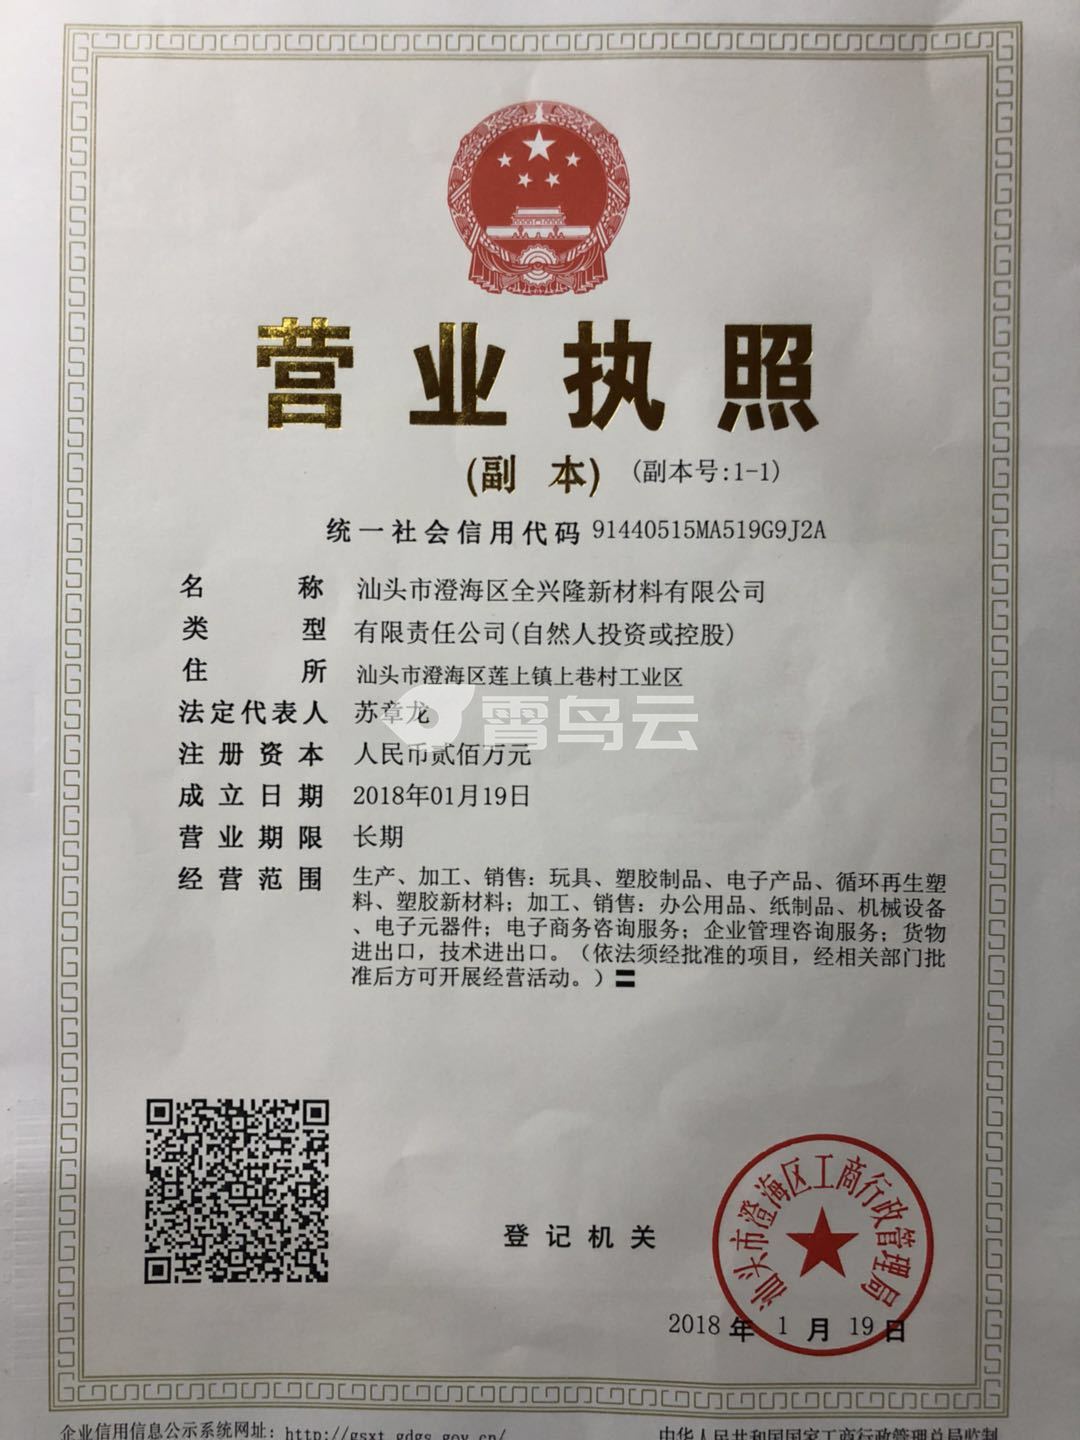 营业执照
(副 本) (副本号:1-1)
统一社会信用代码 91440515MA519G9J2A
名称 汕头市澄海区全兴隆新材料有限公司
类型 有限责任公司(自然人投资或控股)
住所 汕头市澄海区莲上镇上巷村工业区
法定代表人 苏章龙
霄鸟云
注册资本 人民币贰佰万元
成立日期 2018年01月19日
营业期限 长期
经营范围 生产、加工、销售：玩具、塑胶制品、电子产品、循环再生塑
料、塑胶新材料；加工、销售：办公用品、纸制品、机械设备
、电子元器件；电子商务咨询服务；企业管理咨询服务；货物
进出口，技术进出口。（依法须经批准的项目，经相关部门批
准后方可开展经营活动。）〓
登记机关
汕头市澄海区工商行政管理局
2018 年 1 月 19 日
企业信用信息公示系统网址：http://gsxt.gdgs.gov.cn/
中华人民共和国国家工商行政管理总局监制